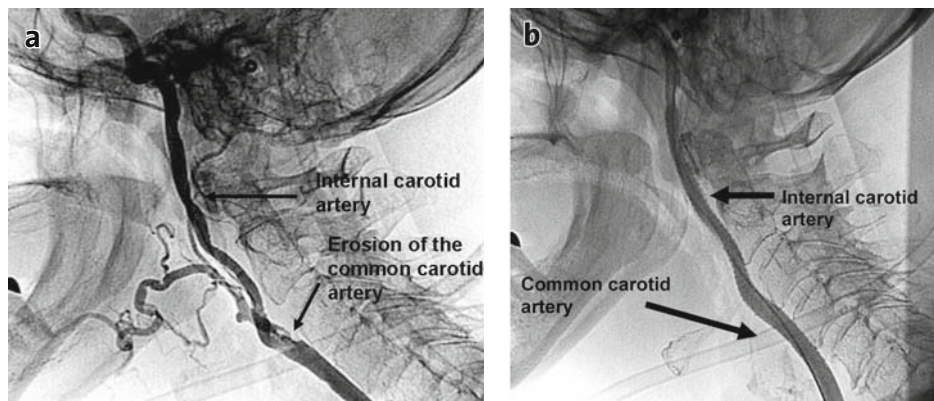 a
Internal carotid
artery
Erosion of the
common carotid
artery
b
Internal carotid
artery
Common carotid
artery